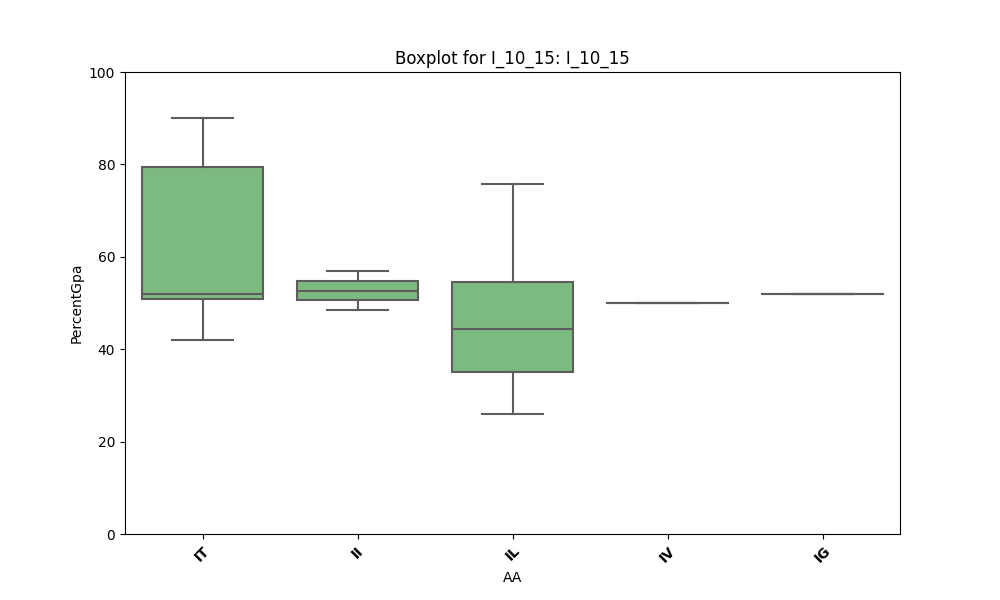 Boxplot for I_10_15: I_10_15
100
80
60
40
20
0
PercentGpa
IT
II
IL
IV
IG
AA